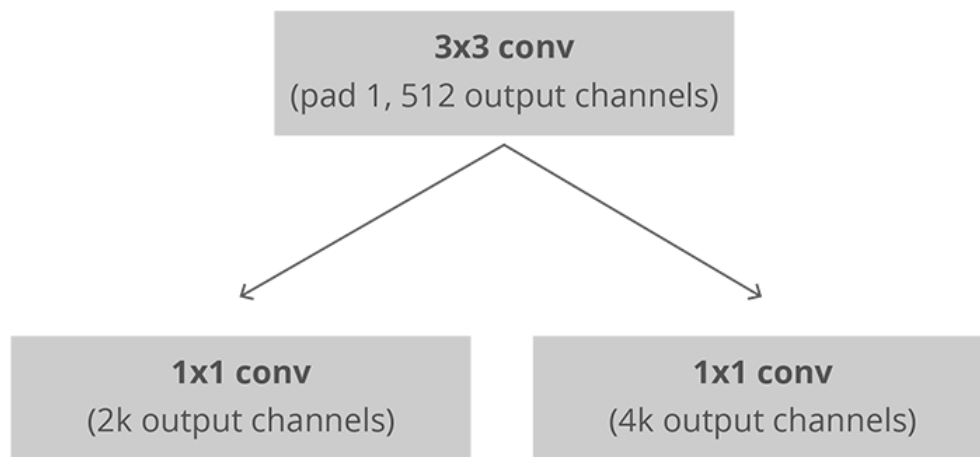 3x3 conv
(pad 1, 512 output channels)
1x1 conv
(2k output channels)
1x1 conv
(4k output channels)